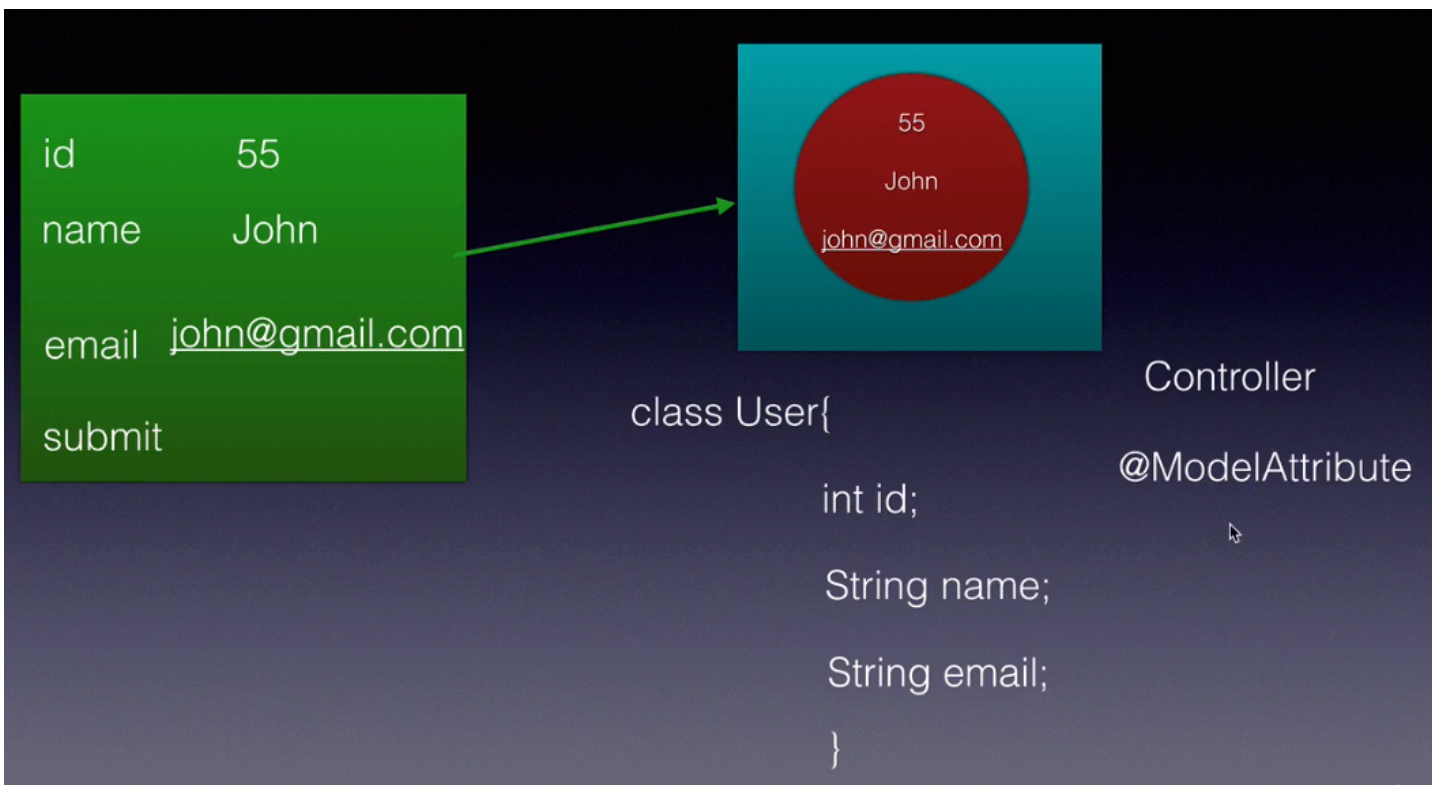 id 55
name John
email john@gmail.com
submit
55
John
john@gmail.com
Controller
@ModelAttribute
class User{
int id;
String name;
String email;
}